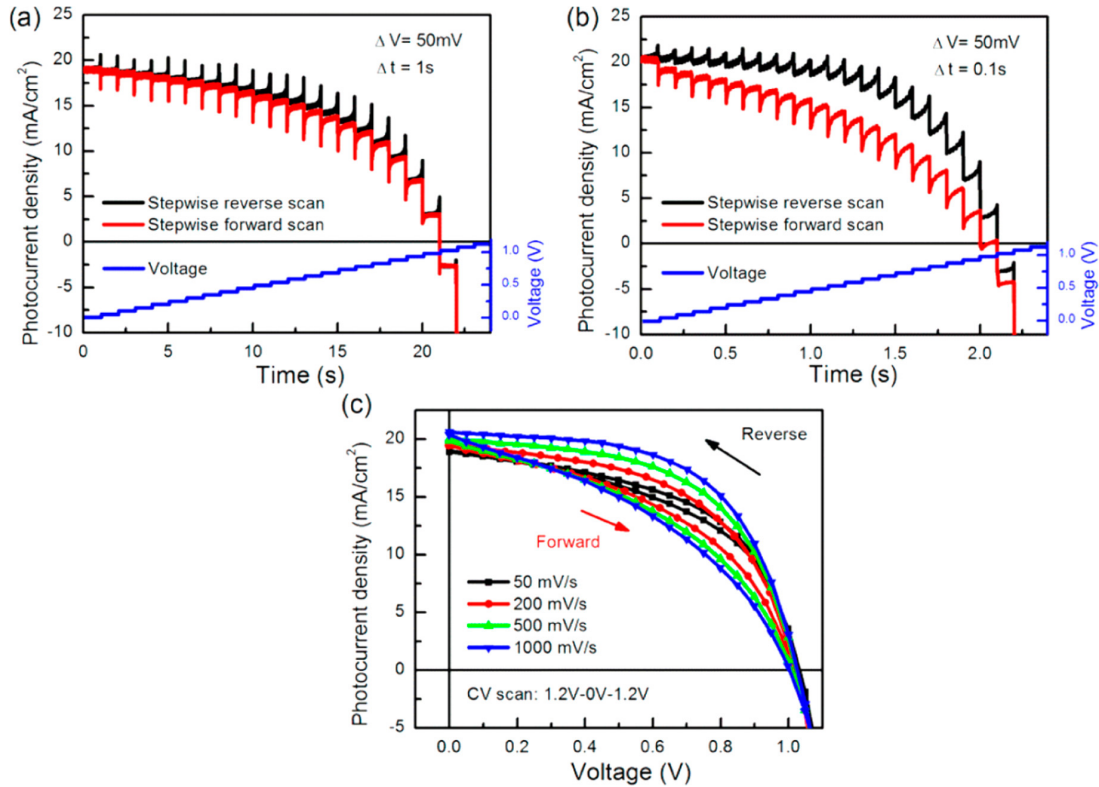 (a)
Δ V= 50mV
Δt = 1s
Photocurrent density (mA/cm²)
25
20
15
10
5
0
-5
-10
Stepwise reverse scan
Stepwise forward scan
Voltage
1.0
0.5
0.0
Voltage (V)
0 5 10 15 20
Time (s)
(b)
Δ V= 50mV
Δt = 0.1s
Photocurrent density (mA/cm²)
25
20
15
10
5
0
-5
-10
Stepwise reverse scan
Stepwise forward scan
Voltage
1.0
0.5
0.0
Voltage (V)
0.0 0.5 1.0 1.5 2.0
Time (s)
(c)
Photocurrent density (mA/cm²)
20
15
10
5
0
-5
Reverse
Forward
50 mV/s
200 mV/s
500 mV/s
1000 mV/s
CV scan: 1.2V-0V-1.2V
0.0 0.2 0.4 0.6 0.8 1.0
Voltage (V)